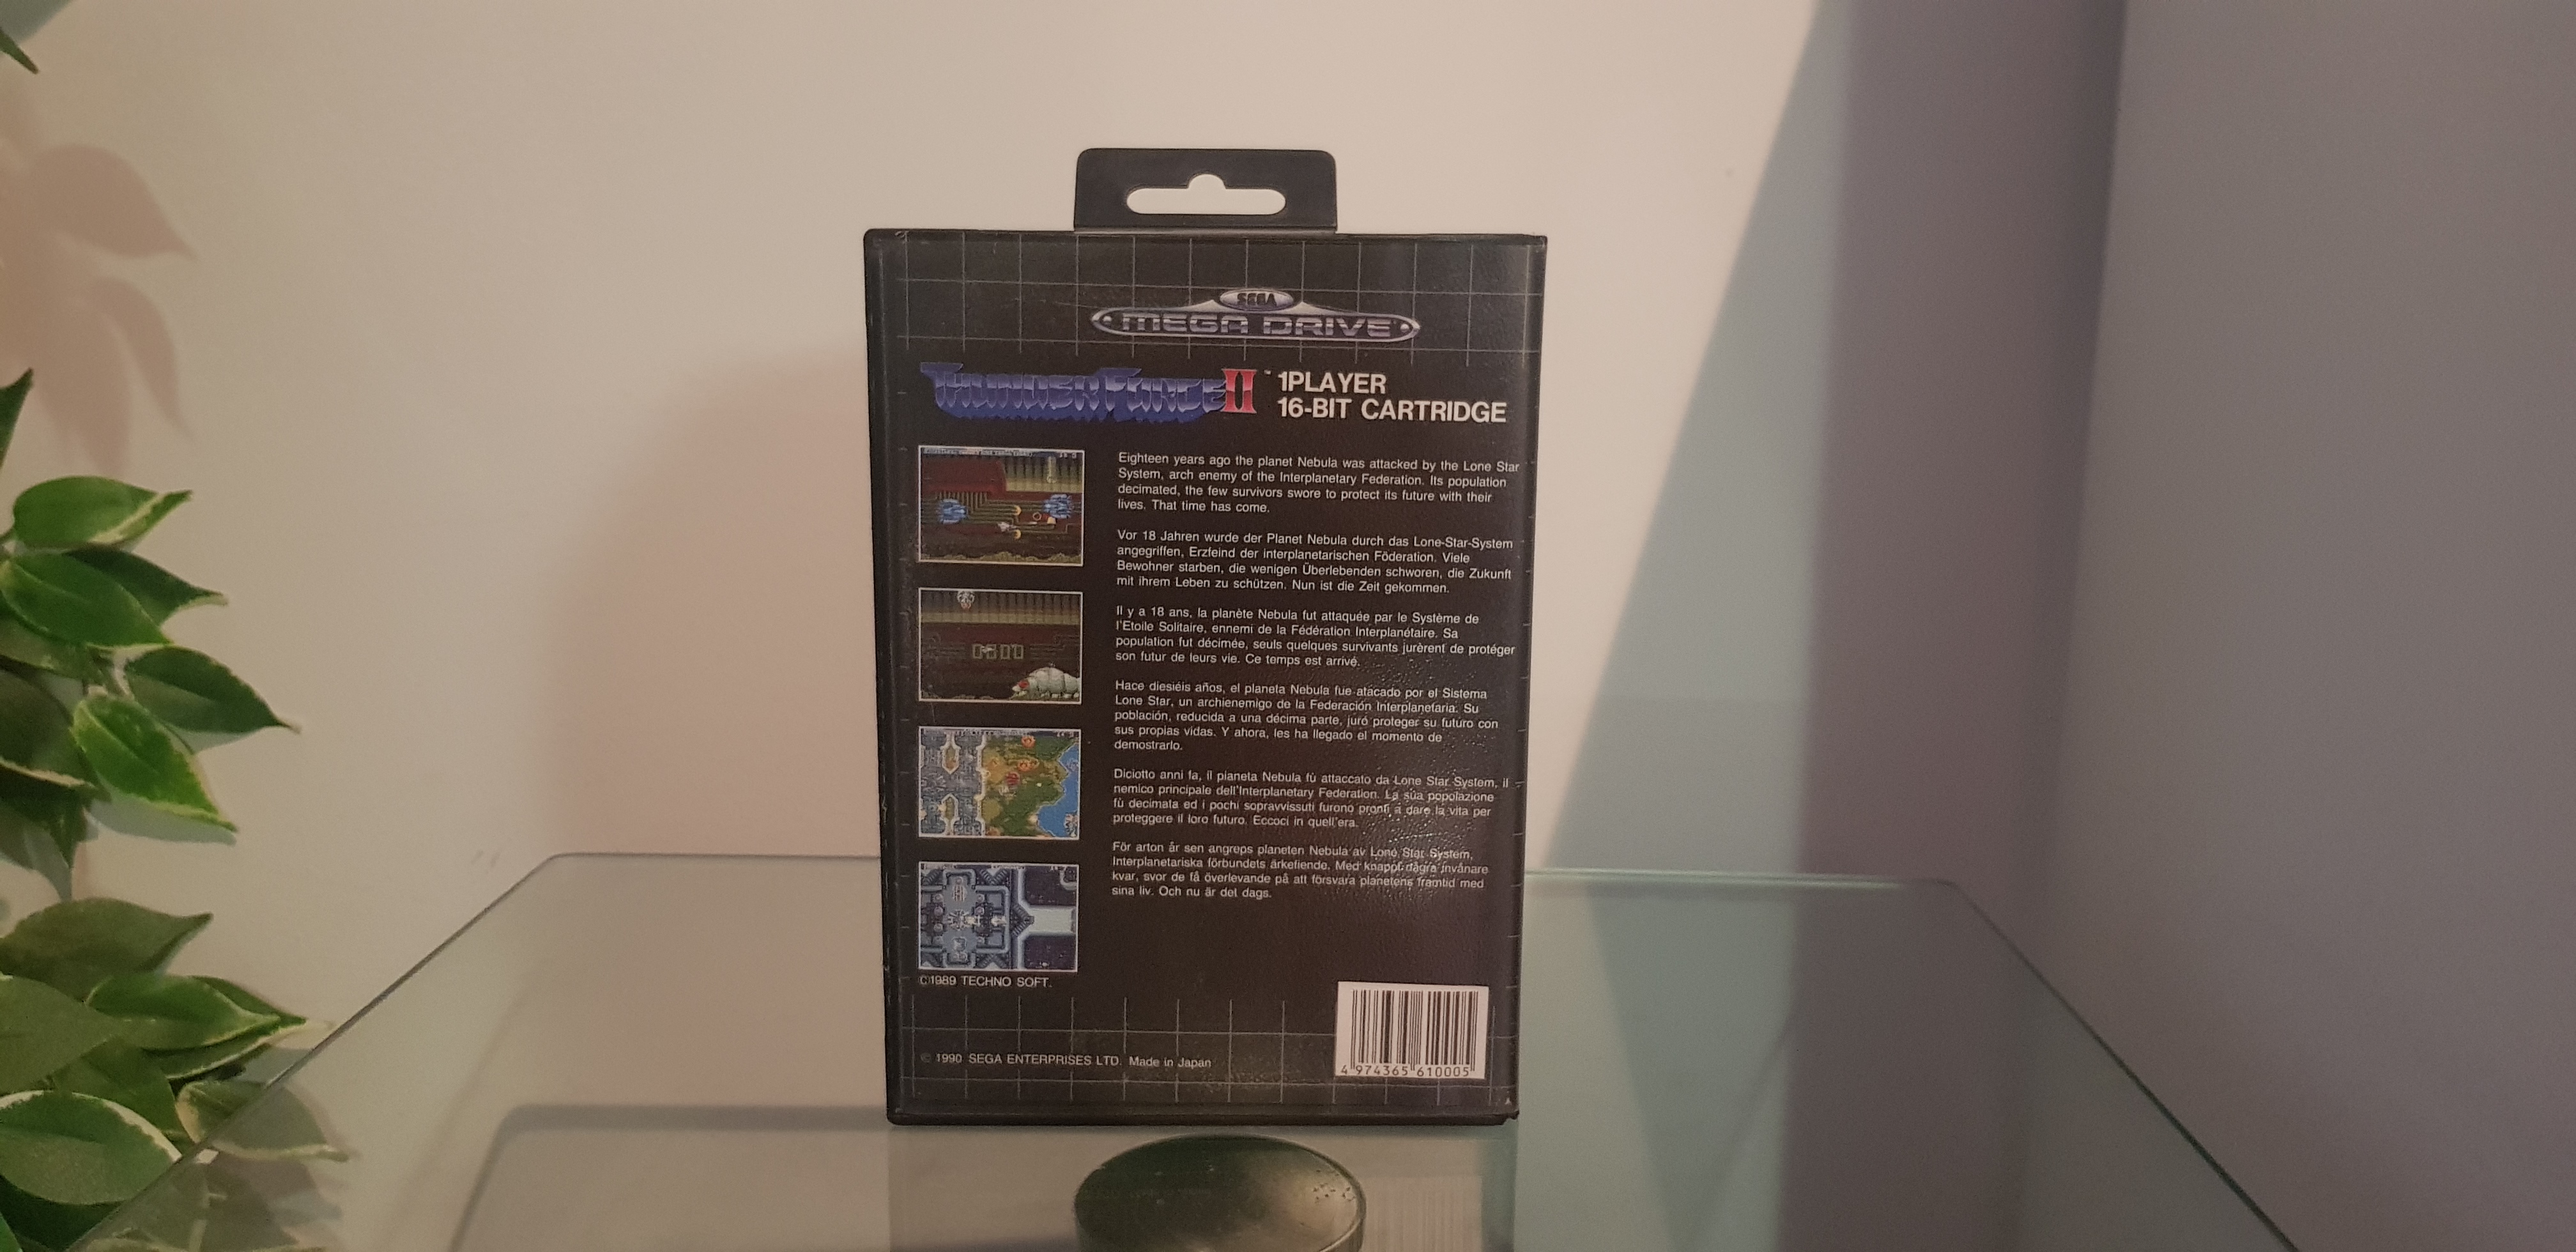 SEGA
MEGA DRIVE
THUNDER FORCE II™
1PLAYER
16-BIT CARTRIDGE
Eighteen years ago the planet Nebula was attacked by the Lone Star
System, arch enemy of the Interplanetary Federation. Its population
decimated, the few survivors swore to protect its future with their
lives. That time has come.
Vor 18 Jahren wurde der Planet Nebula durch das Lone-Star-System
angegriffen, Erzfeind der interplanetarischen Föderation. Viele
Bewohner starben, die wenigen Überlebenden schworen, die Zukunft
mit ihrem Leben zu schützen. Nun ist die Zeit gekommen.
Il y a 18 ans, la planète Nebula fut attaquée par le Système de
l'Etoile Solitaire, ennemi de la Fédération Interplanétaire. Sa
population fut décimée, seuls quelques survivants jurèrent de protéger
son futur de leurs vie. Ce temps est arrivé.
Hace diesiéis años, el planeta Nebula fue atacado por el Sistema
Lone Star, un archienemigo de la Federación Interplanetaria. Su
población, reducida a una décima parte, juró proteger su futuro con
sus propias vidas. Y ahora, les ha llegado el momento de
demostrarlo.
Diciotto anni fa, il pianeta Nebula fù attaccato da Lone Star System, il
nemico principale dell'Interplanetary Federation. La sua popolazione
fù decimata ed i pochi sopravvissuti furono pronti a dare la vita per
proteggere il loro futuro. Eccoci in quell'era.
För arton år sen angreps planeten Nebula av Lone Star System,
Interplanetariska förbundets ärkefiende. Med knappt några invånare
kvar, svor de få överlevande på att försvara planetens framtid med
sina liv. Och nu är det dags.
©1989 TECHNO SOFT.
© 1990 SEGA ENTERPRISES LTD. Made in Japan
4 974365 610005